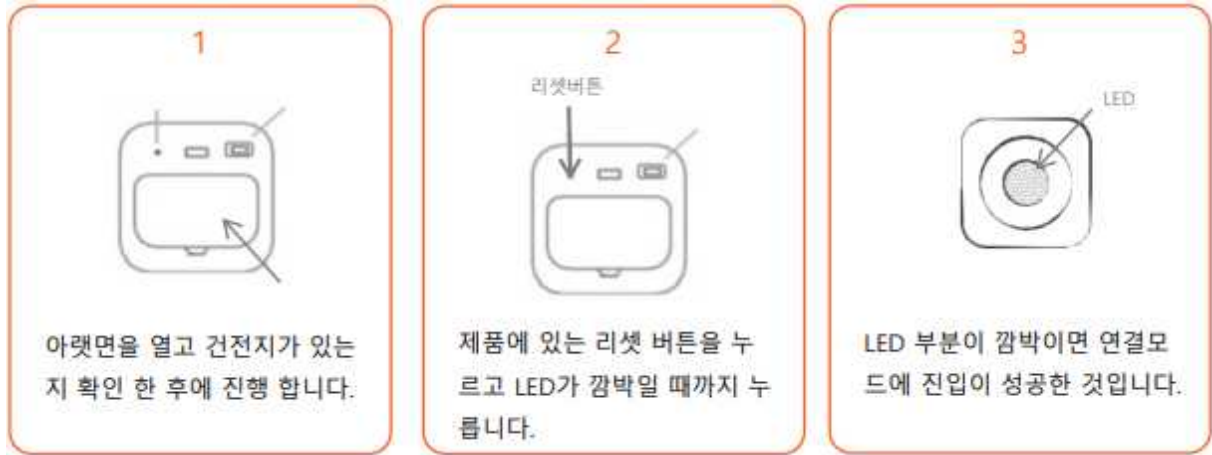 1
아랫면을 열고 건전지가 있는
지 확인 한 후에 진행 합니다.
2
리셋버튼
제품에 있는 리셋 버튼을 누
르고 LED가 깜박일 때까지 누
릅니다.
3
LED
LED 부분이 깜박이면 연결모
드에 진입이 성공한 것입니다.